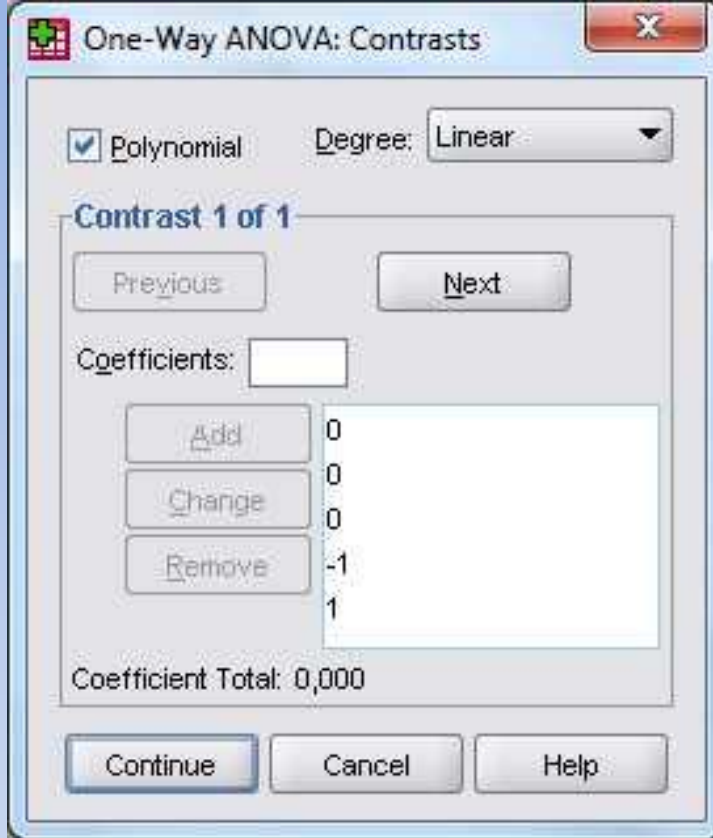 One-Way ANOVA: Contrasts
Polynomial Degree: Linear
Contrast 1 of 1
Previous Next
Coefficients:
Add
Change
Remove
0
0
0
-1
1
Coefficient Total: 0,000
Continue Cancel Help